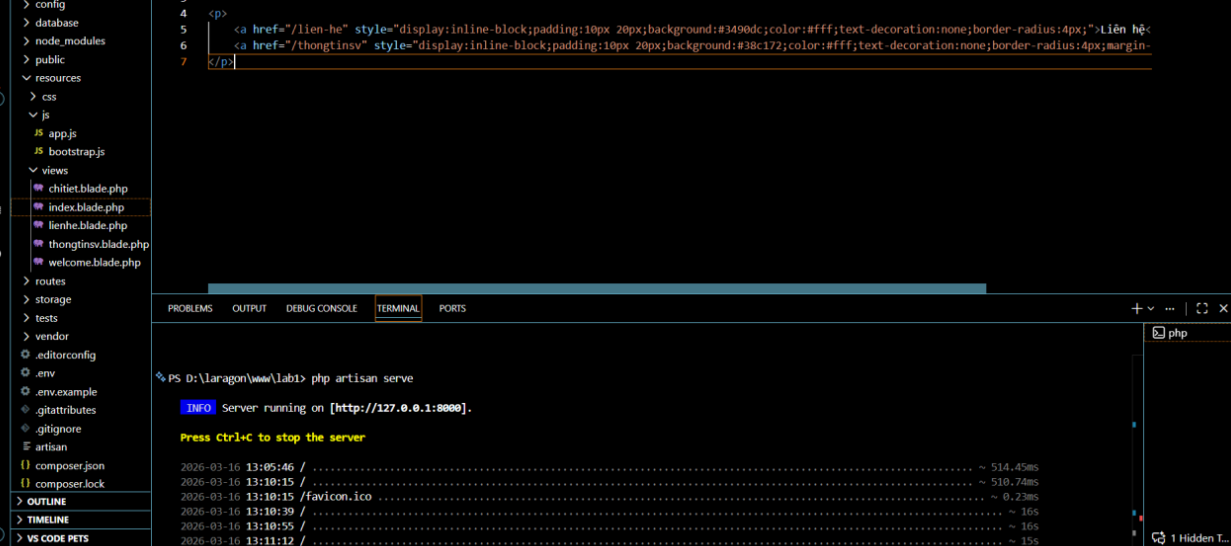 config
database
node_modules
public
resources
css
js
JS app.js
JS bootstrap.js
views
chitiet.blade.php
index.blade.php
lienhe.blade.php
thongtinsv.blade.php
welcome.blade.php
routes
storage
tests
vendor
.editorconfig
.env
.env.example
.gitattributes
.gitignore
artisan
{} composer.json
{} composer.lock
OUTLINE
TIMELINE
VS CODE PETS
4 <p>
5 <a href="/lien-he" style="display:inline-block;padding:10px 20px;background:#3490dc;color:#fff;text-decoration:none;border-radius:4px;">Liên hệ<
6 <a href="/thongtinsv" style="display:inline-block;padding:10px 20px;background:#38c172;color:#fff;text-decoration:none;border-radius:4px;margin-
7 </p>
PROBLEMS OUTPUT DEBUG CONSOLE TERMINAL PORTS
php
PS D:\laragon\www\lab1> php artisan serve
INFO Server running on [http://127.0.0.1:8000].
Press Ctrl+C to stop the server
2026-03-16 13:05:46 / ........ ~ 514.45ms
2026-03-16 13:10:15 / ........ ~ 510.74ms
2026-03-16 13:10:15 /favicon.ico ........ ~ 0.23ms
2026-03-16 13:10:39 / ........ ~ 16s
2026-03-16 13:10:55 / ........ ~ 16s
2026-03-16 13:11:12 / ........ ~ 15s
1 Hidden T...